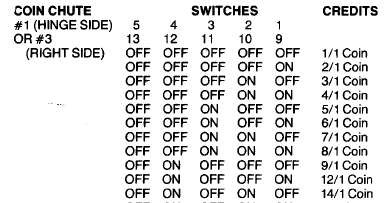 COIN CHUTE SWITCHES CREDITS
#1 (HINGE SIDE) 5 4 3 2 1
OR #3 13 12 11 10 9
(RIGHT SIDE) OFF OFF OFF OFF OFF 1/1 Coin
OFF OFF OFF OFF ON 2/1 Coin
OFF OFF OFF ON OFF 3/1 Coin
OFF OFF OFF ON ON 4/1 Coin
OFF OFF ON OFF OFF 5/1 Coin
OFF OFF ON OFF ON 6/1 Coin
OFF OFF ON ON OFF 7/1 Coin
OFF OFF ON ON ON 8/1 Coin
OFF ON OFF OFF OFF 9/1 Coin
OFF ON OFF OFF ON 12/1 Coin
OFF ON OFF ON OFF 14/1 Coin